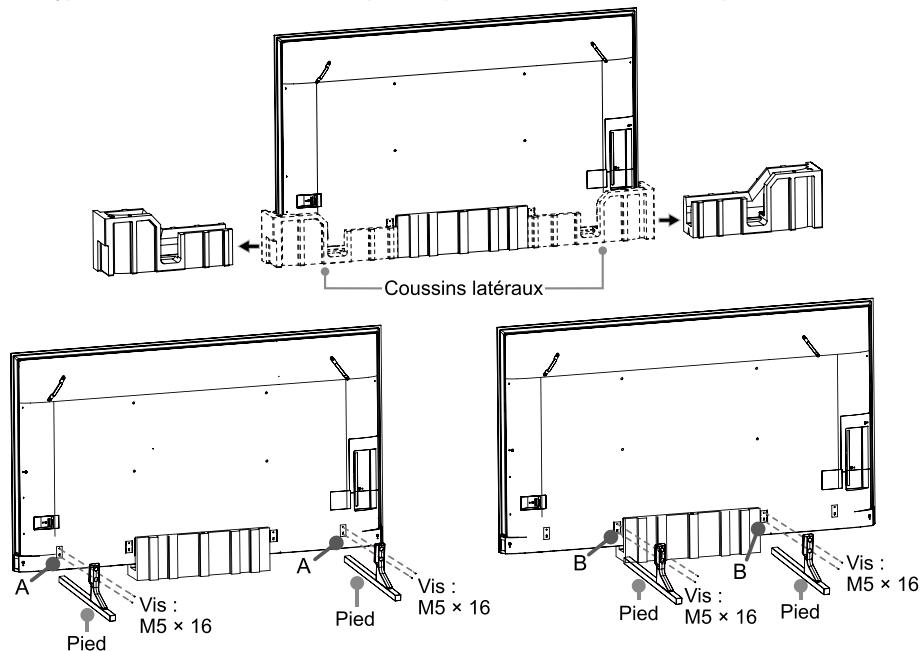 Coussins latéraux
A
A
Vis :
M5 × 16
Vis :
M5 × 16
Pied
Pied
B
B
Vis :
M5 × 16
Vis :
M5 × 16
Pied
Pied